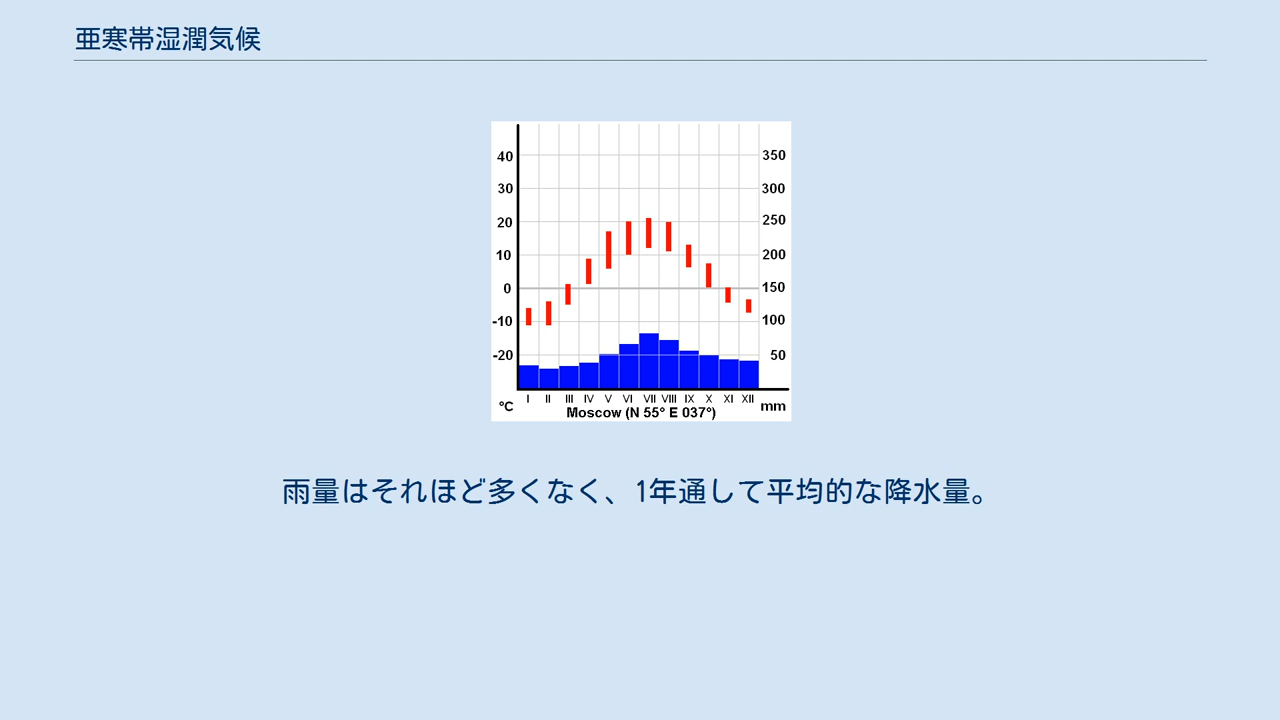 亜寒帯湿潤気候
40 350
30 300
20 250
10 200
0 150
-10 100
-20 50
°C I II III IV V VI VII VIII IX X XI XII mm
Moscow (N 55° E 037°)
雨量はそれほど多くなく、1年通して平均的な降水量。